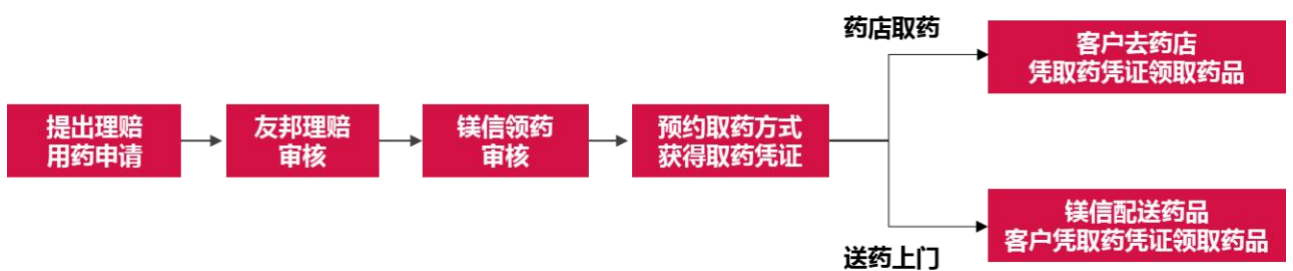 提出理赔
用药申请
友邦理赔
审核
镁信领药
审核
预约取药方式
获得取药凭证
药店取药
客户去药店
凭取药凭证领取药品
送药上门
镁信配送药品
客户凭取药凭证领取药品